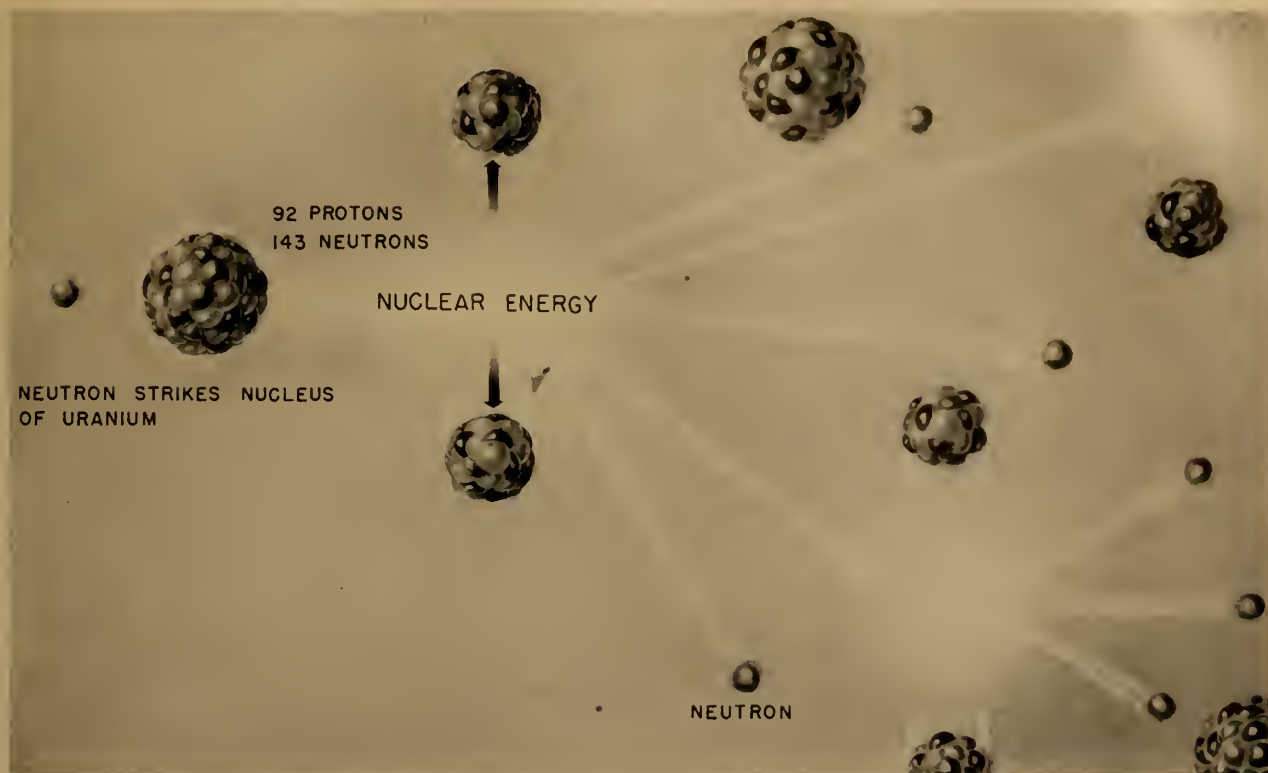 92 PROTONS
143 NEUTRONS
NUCLEAR ENERGY
NEUTRON STRIKES NUCLEUS
OF URANIUM
NEUTRON